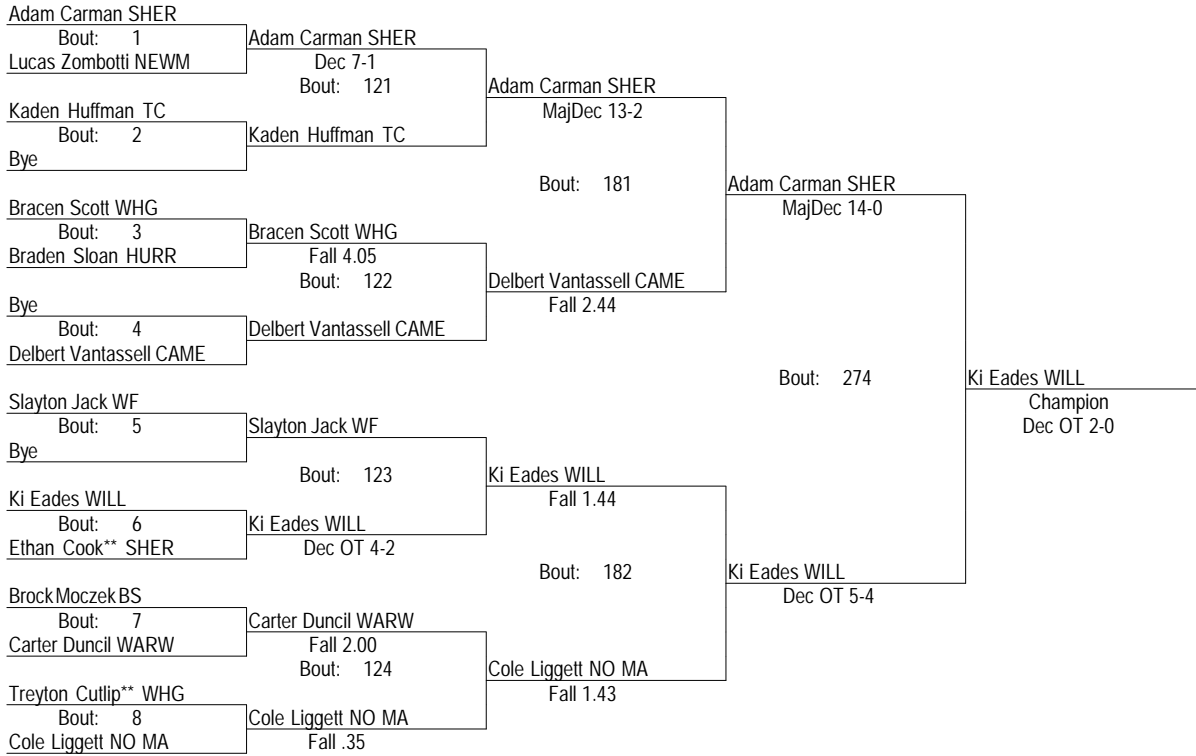 Adam Carman SHER
Bout: 1
Lucas Zombotti NEWM
Kaden Huffman TC
Bout: 2
Bye
Bracen Scott WHG
Bout: 3
Braden Sloan HURR
Bye
Bout: 4
Delbert Vantassell CAME
Slayton Jack WF
Bout: 5
Bye
Ki Eades WILL
Bout: 6
Ethan Cook** SHER
Brock Moczek BS
Bout: 7
Carter Duncil WARW
Treyton Cutlip** WHG
Bout: 8
Cole Liggett NO MA
Adam Carman SHER
Dec 7-1
Bout: 121
Kaden Huffman TC
Bracen Scott WHG
Fall 4.05
Bout: 122
Delbert Vantassell CAME
Slayton Jack WF
Bout: 123
Ki Eades WILL
Dec OT 4-2
Carter Duncil WARW
Fall 2.00
Bout: 124
Cole Liggett NO MA
Fall .35
Adam Carman SHER
MajDec 13-2
Bout: 181
Delbert Vantassell CAME
Fall 2.44
Ki Eades WILL
Fall 1.44
Bout: 182
Cole Liggett NO MA
Fall 1.43
Adam Carman SHER
MajDec 14-0
Bout: 274
Ki Eades WILL
Dec OT 5-4
Ki Eades WILL
Champion
Dec OT 2-0